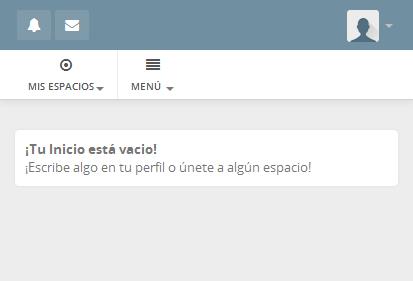 MIS ESPACIOS
MENÚ
¡Tu Inicio está vacio!
¡Escribe algo en tu perfil o únete a algún espacio!